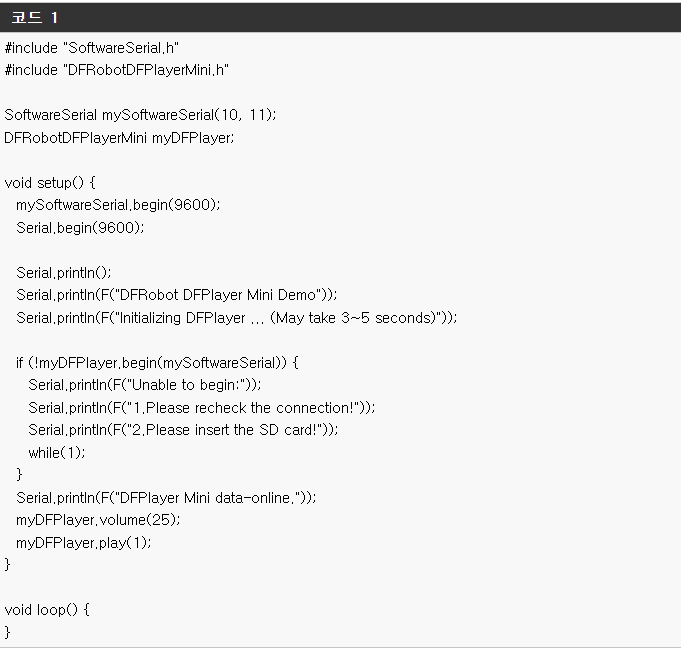 코드 1
#include "SoftwareSerial.h"
#include "DFRobotDFPlayerMini.h"
SoftwareSerial mySoftwareSerial(10, 11);
DFRobotDFPlayerMini myDFPlayer;
void setup() {
mySoftwareSerial.begin(9600);
Serial.begin(9600);
Serial.println();
Serial.println(F("DFRobot DFPlayer Mini Demo"));
Serial.println(F("Initializing DFPlayer ... (May take 3~5 seconds)"));
if (!myDFPlayer.begin(mySoftwareSerial)) {
Serial.println(F("Unable to begin:"));
Serial.println(F("1.Please recheck the connection!"));
Serial.println(F("2.Please insert the SD card!"));
while(1);
}
Serial.println(F("DFPlayer Mini data-online."));
myDFPlayer.volume(25);
myDFPlayer.play(1);
}
void loop() {
}